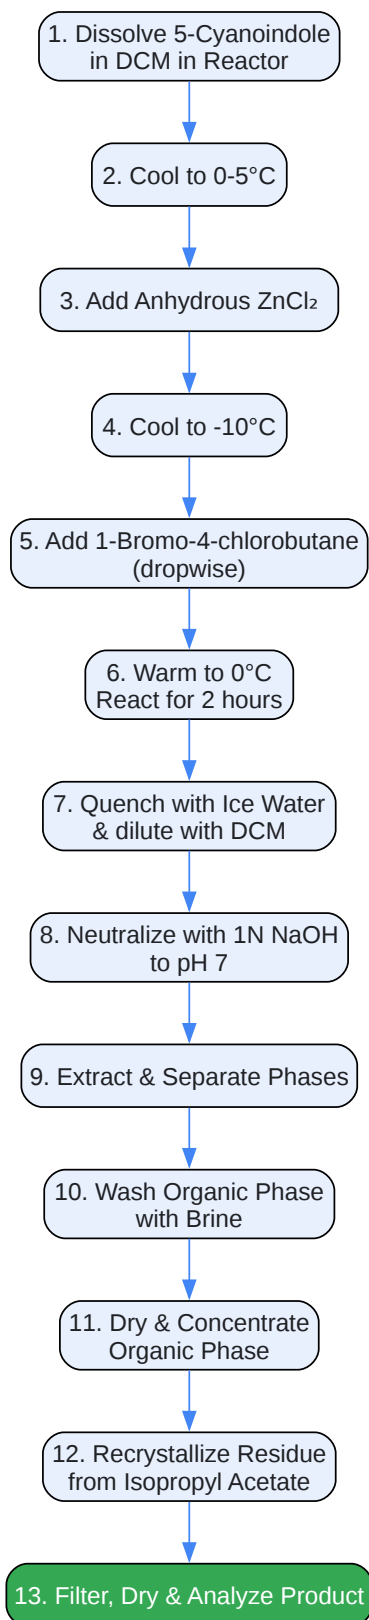 1. Dissolve 5-Cyanoindole
in DCM in Reactor
2. Cool to 0-5°C
3. Add Anhydrous ZnCl₂
4. Cool to -10°C
5. Add 1-Bromo-4-chlorobutane
(dropwise)
6. Warm to 0°C
React for 2 hours
7. Quench with Ice Water
& dilute with DCM
8. Neutralize with 1N NaOH
to pH 7
9. Extract & Separate Phases
10. Wash Organic Phase
with Brine
11. Dry & Concentrate
Organic Phase
12. Recrystallize Residue
from Isopropyl Acetate
13. Filter, Dry & Analyze Product